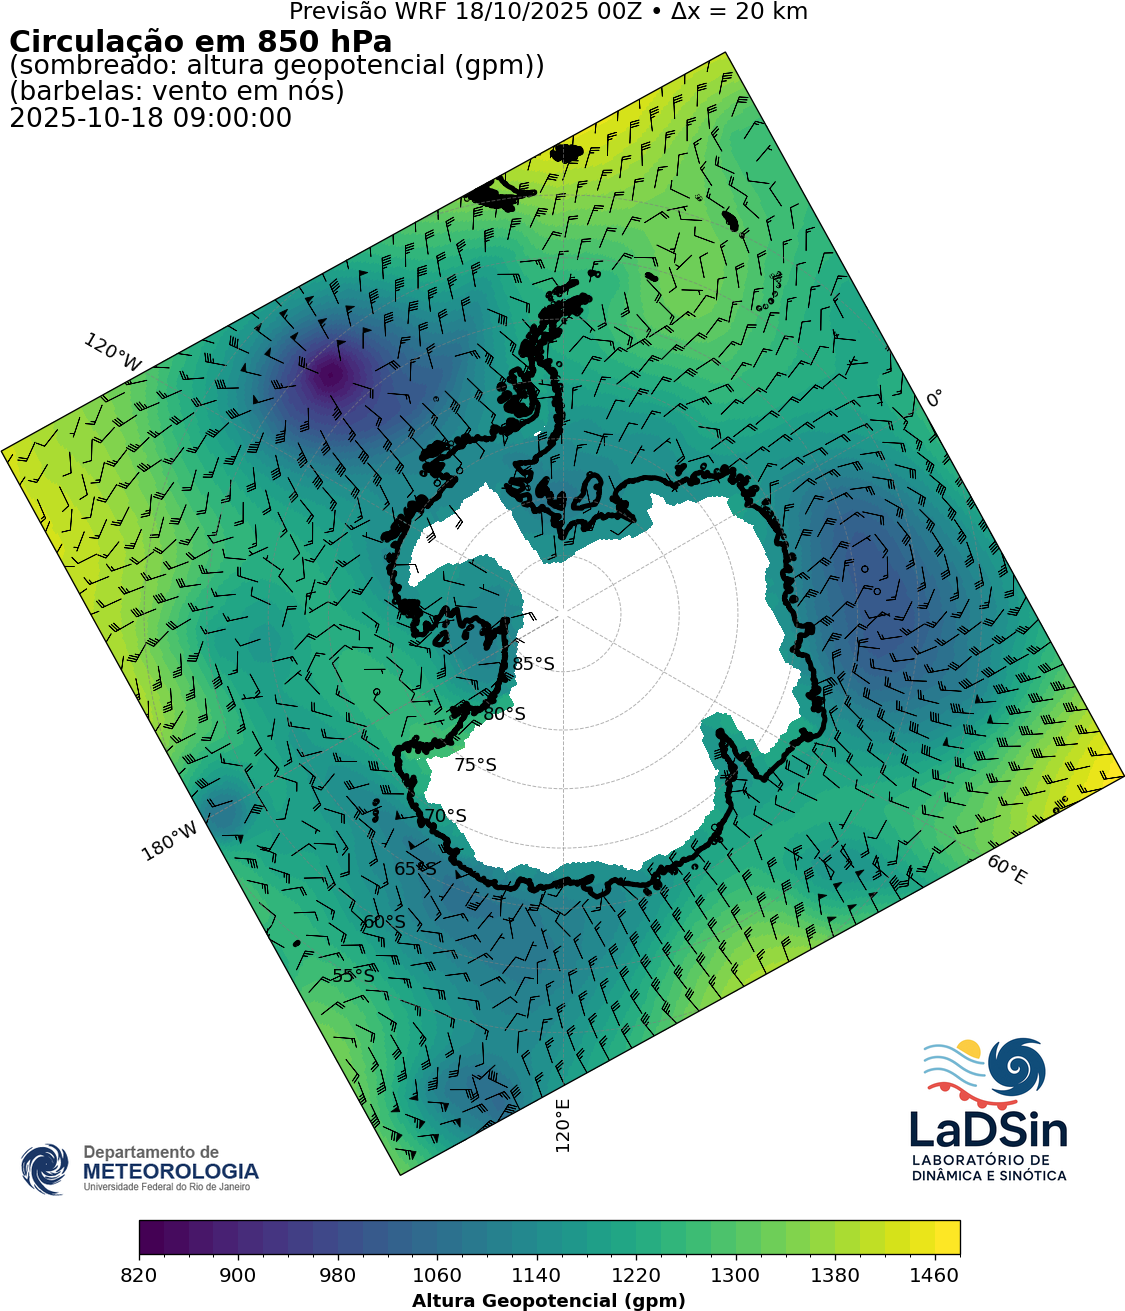 Previsão WRF 18/10/2025 00Z • Δx = 20 km
Circulação em 850 hPa
(sombreado: altura geopotencial (gpm))
(barbelas: vento em nós)
2025-10-18 09:00:00
120°W
0°
85°S
80°S
75°S
70°S
180°W
65°S
60°E
60°S
55°S
120°E
LaDSin
LABORATÓRIO DE
DINÂMICA E SINÓTICA
Departamento de
METEOROLOGIA
Universidade Federal do Rio de Janeiro
820 900 980 1060 1140 1220 1300 1380 1460
Altura Geopotencial (gpm)